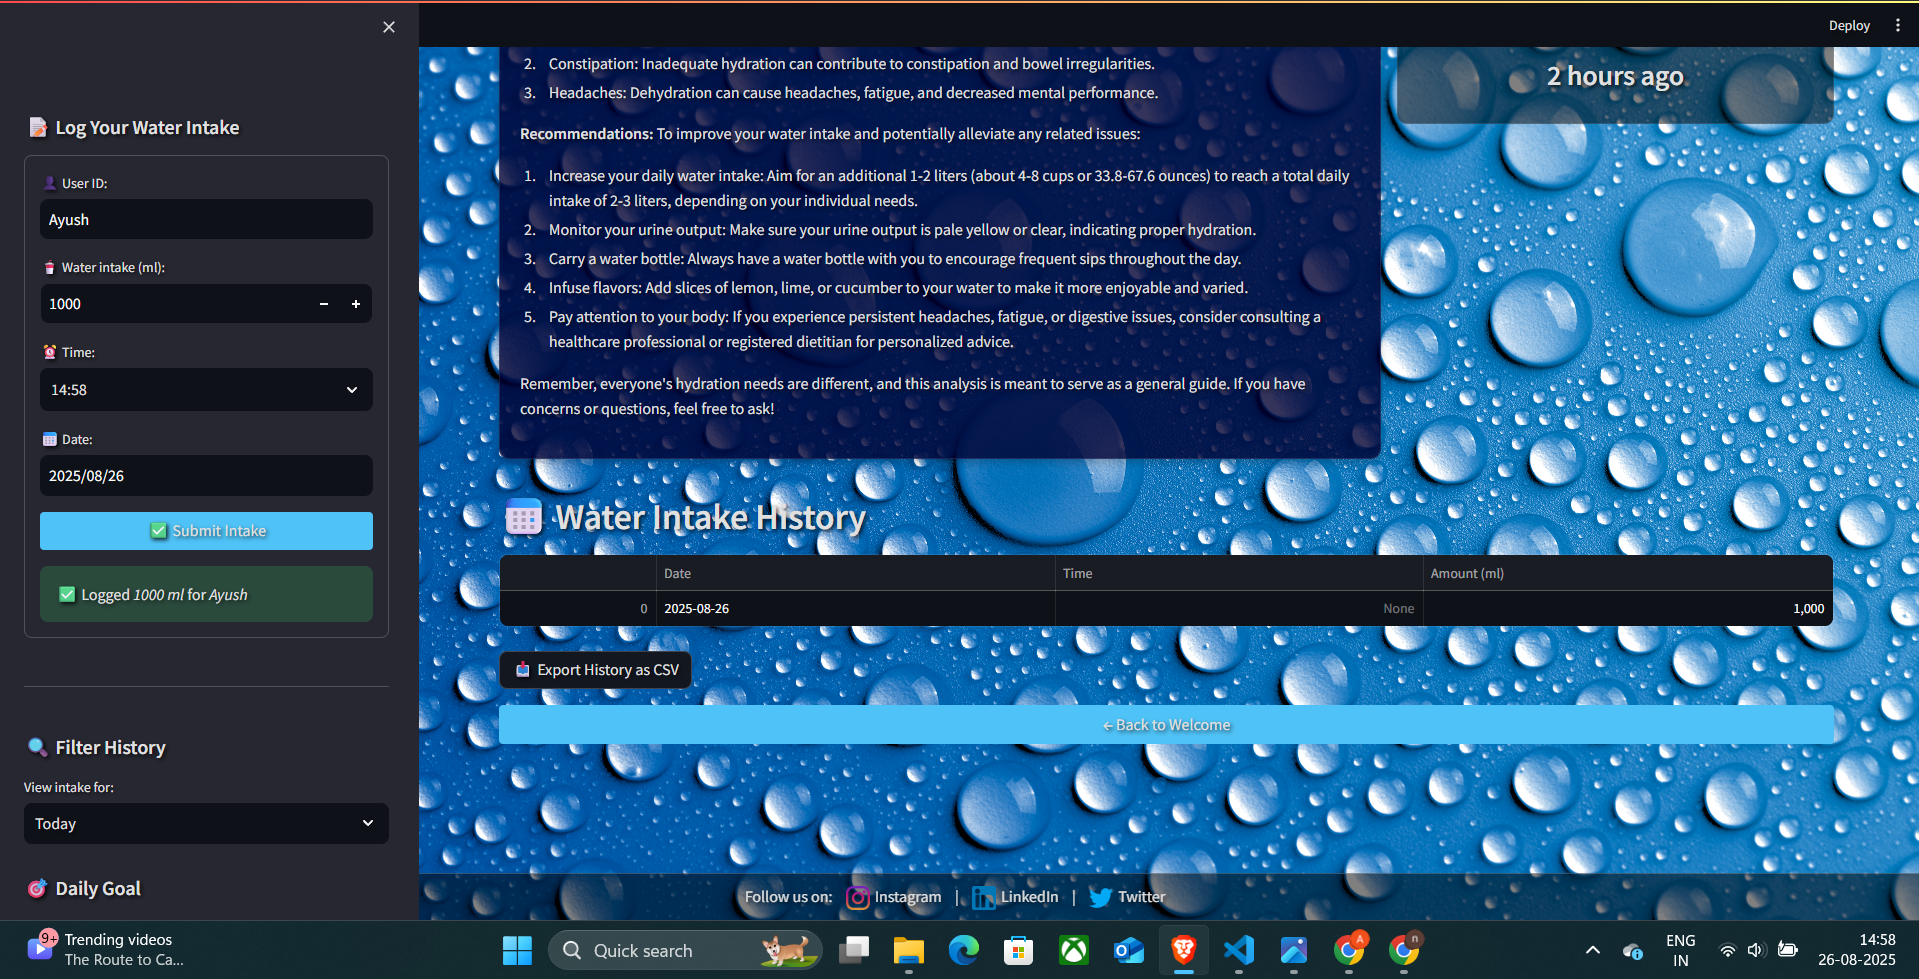 Deploy
Log Your Water Intake
User ID:
Ayush
Water intake (ml):
1000
Time:
14:58
Date:
2025/08/26
Submit Intake
Logged 1000 ml for Ayush
Filter History
View intake for:
Today
Daily Goal
2. Constipation: Inadequate hydration can contribute to constipation and bowel irregularities.
3. Headaches: Dehydration can cause headaches, fatigue, and decreased mental performance.
Recommendations: To improve your water intake and potentially alleviate any related issues:
1. Increase your daily water intake: Aim for an additional 1-2 liters (about 4-8 cups or 33.8-67.6 ounces) to reach a total daily
intake of 2-3 liters, depending on your individual needs.
2. Monitor your urine output: Make sure your urine output is pale yellow or clear, indicating proper hydration.
3. Carry a water bottle: Always have a water bottle with you to encourage frequent sips throughout the day.
4. Infuse flavors: Add slices of lemon, lime, or cucumber to your water to make it more enjoyable and varied.
5. Pay attention to your body: If you experience persistent headaches, fatigue, or digestive issues, consider consulting a
healthcare professional or registered dietitian for personalized advice.
Remember, everyone's hydration needs are different, and this analysis is meant to serve as a general guide. If you have
concerns or questions, feel free to ask!
2 hours ago
Water Intake History
Date Time Amount (ml)
0 2025-08-26 None 1,000
Export History as CSV
← Back to Welcome
Follow us on: Instagram | LinkedIn | Twitter
9+
Trending videos
The Route to Ca...
Quick search
A
n
ENG
IN
14:58
26-08-2025